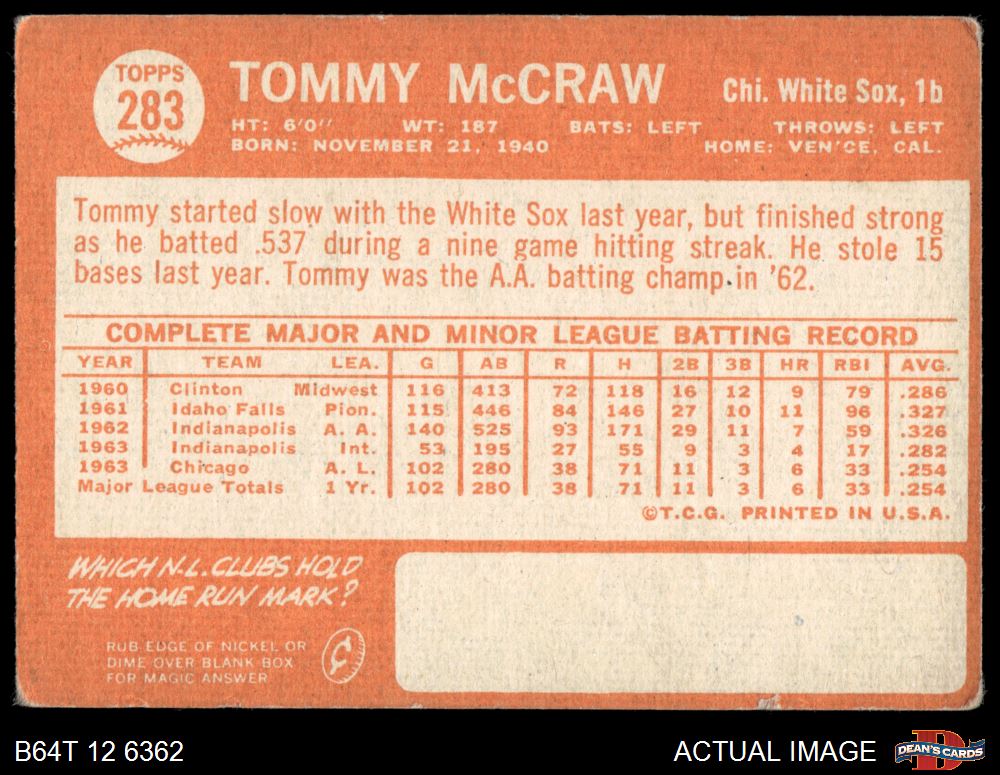 TOPPS
283
TOMMY McCRAW
Chi. White Sox, 1b
HT: 6'0" WT: 187 BATS: LEFT THROWS: LEFT
BORN: NOVEMBER 21, 1940 HOME: VEN'CE, CAL.
Tommy started slow with the White Sox last year, but finished strong
as he batted .537 during a nine game hitting streak. He stole 15
bases last year. Tommy was the A.A. batting champ in '62.
COMPLETE MAJOR AND MINOR LEAGUE BATTING RECORD
YEAR TEAM LEA. G AB R H 2B 3B HR RBI AVG.
1960 Clinton Midwest 116 413 72 118 16 12 9 79 .286
1961 Idaho Falls Pion. 115 446 84 146 27 10 11 96 .327
1962 Indianapolis A. A. 140 525 93 171 29 11 7 59 .326
1963 Indianapolis Int. 53 195 27 55 9 3 4 17 .282
1963 Chicago A. L. 102 280 38 71 11 3 6 33 .254
Major League Totals 1 Yr. 102 280 38 71 11 3 6 33 .254
©T.C.G. PRINTED IN U.S.A.
WHICH N.L. CLUBS HOLD
THE HOME RUN MARK?
RUB EDGE OF NICKEL OR
DIME OVER BLANK BOX
FOR MAGIC ANSWER
¢
B64T 12 6362
ACTUAL IMAGE
DEAN'S CARDS